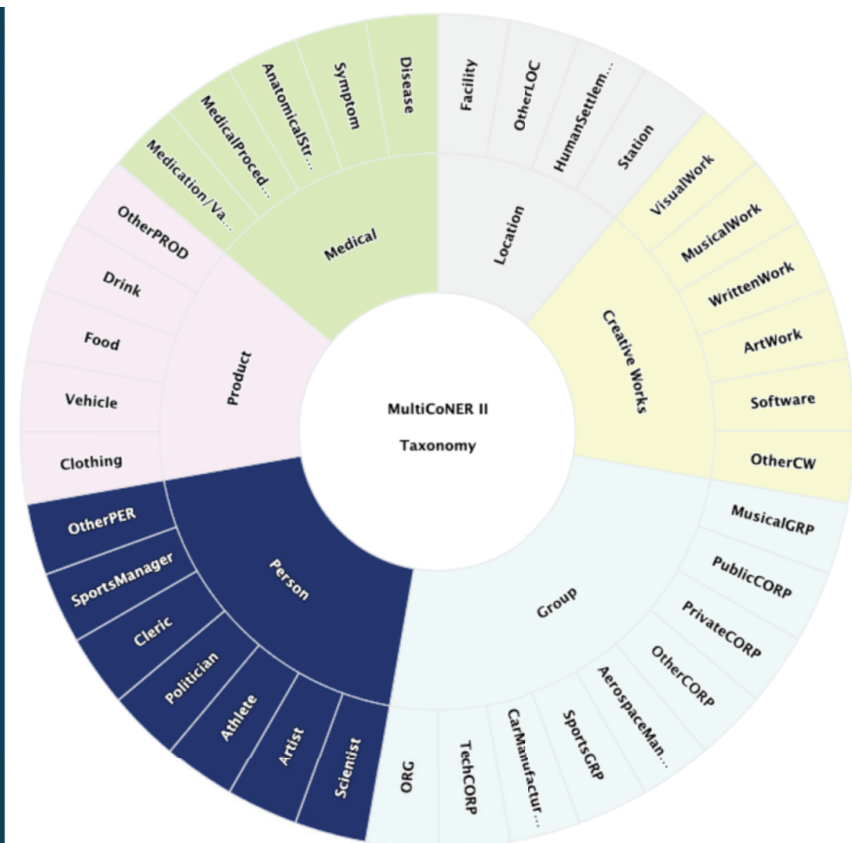 MultiCoNER II
Taxonomy
Location
Facility
OtherLOC
HumanSettlem...
Station
Creative Works
VisualWork
MusicalWork
WrittenWork
ArtWork
Software
OtherCW
Group
MusicalGRP
PublicCORP
PrivateCORP
OtherCORP
AerospaceMan...
SportsGRP
CarManufactur...
TechCORP
ORG
Person
Scientist
Artist
Athlete
Politician
Cleric
SportsManager
OtherPER
Product
Clothing
Vehicle
Food
Drink
OtherPROD
Medical
Medication/Va...
MedicalProced...
AnatomicalStr...
Symptom
Disease